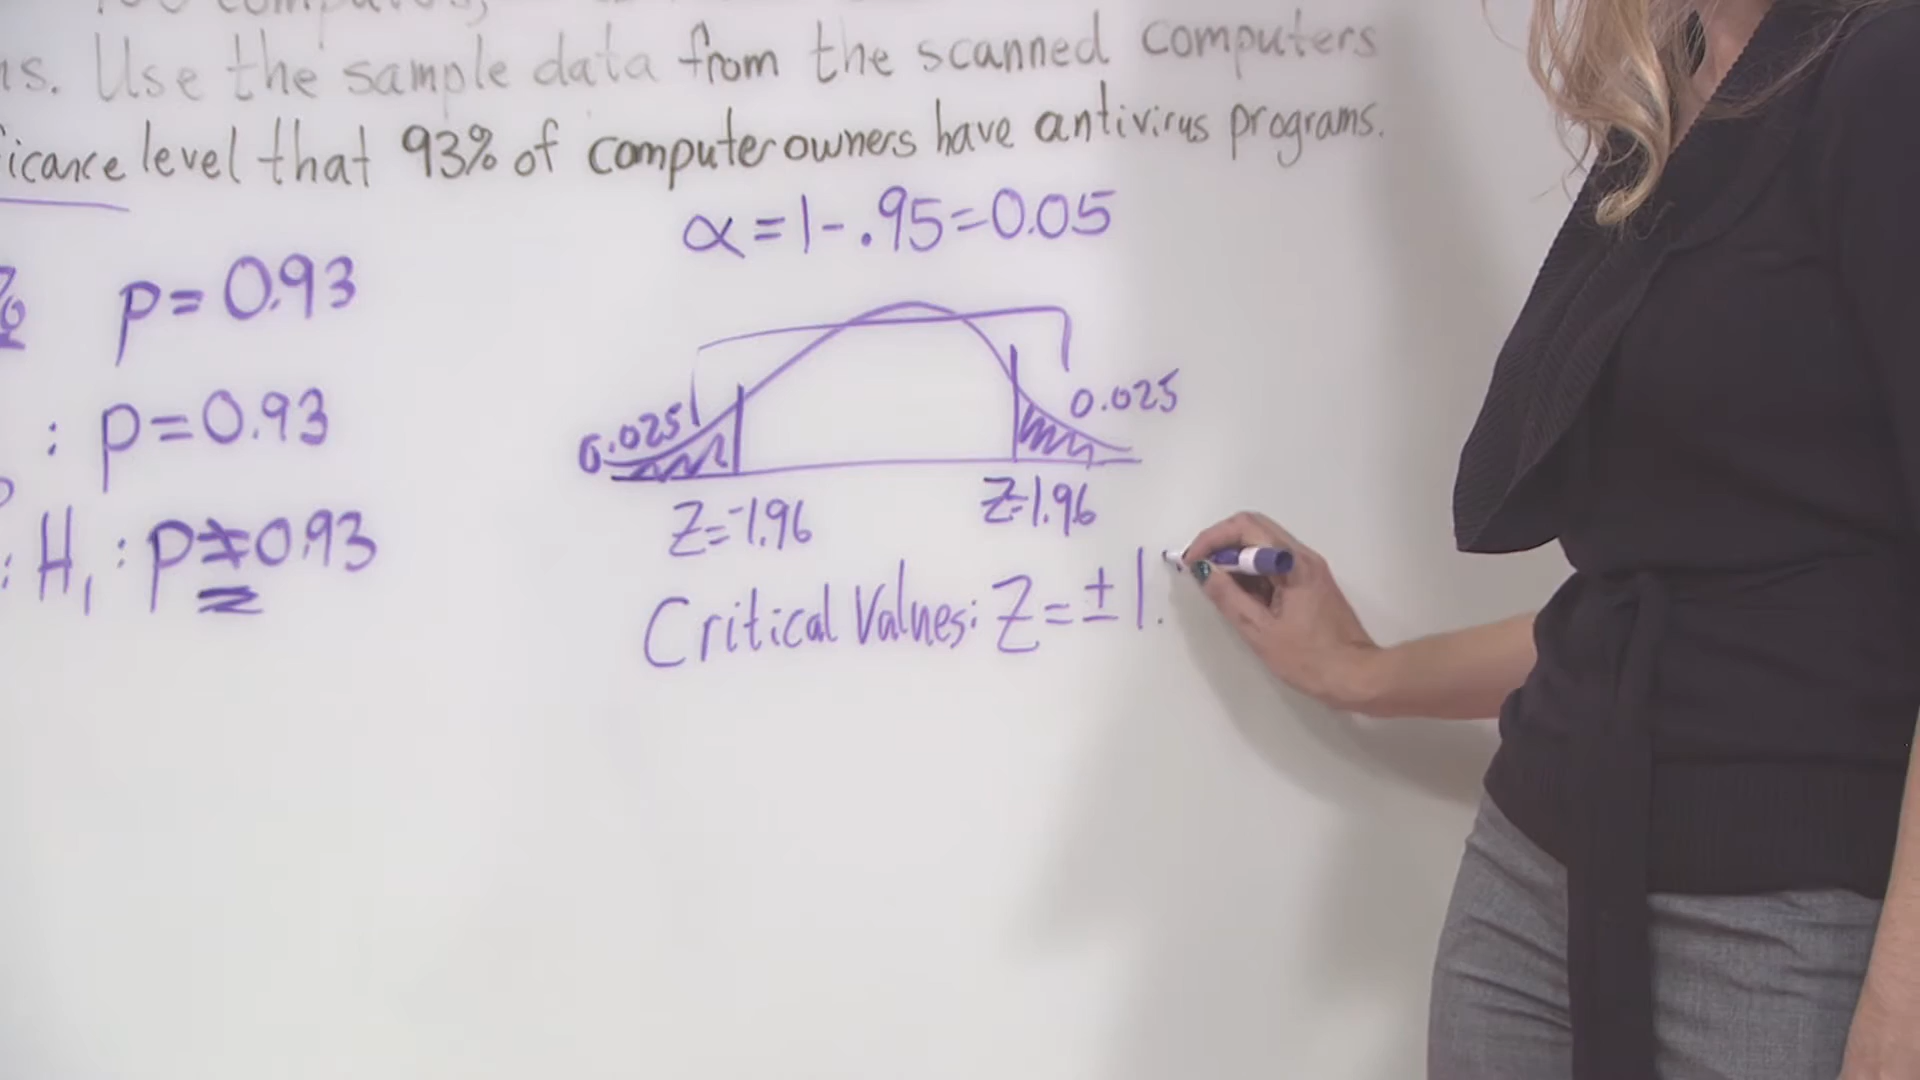 computers,
ns. Use the sample data from the scanned computers
icance level that 93% of computer owners have antivirus programs.
α = 1 - .95 = 0.05
% p = 0.93
: p = 0.93
: H₁ : p ≠ 0.93
0.025
0.025
Z = -1.96
Z = 1.96
Critical Values: Z = ± 1.